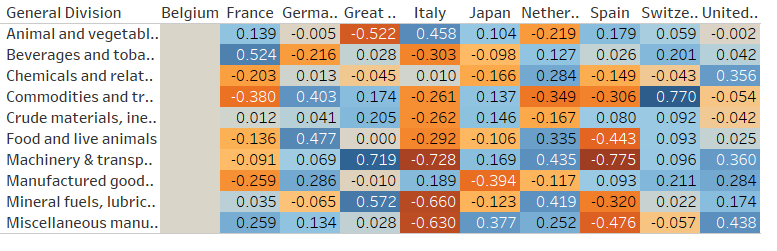 General Division Belgium France Germa.. Great .. Italy Japan Nether.. Spain Switze.. United..
Animal and vegetabl.. 0.139 -0.005 -0.522 0.458 0.104 -0.219 0.179 0.059 -0.002
Beverages and toba.. 0.524 -0.216 0.028 -0.303 -0.098 0.127 0.026 0.201 0.042
Chemicals and relat.. -0.203 0.013 -0.045 0.010 -0.166 0.284 -0.149 -0.043 0.356
Commodities and tr.. -0.380 0.403 0.174 -0.261 0.137 -0.349 -0.306 0.770 -0.054
Crude materials, ine.. 0.012 0.041 0.205 -0.262 0.146 -0.167 0.080 0.092 -0.042
Food and live animals -0.136 0.477 0.000 -0.292 -0.106 0.335 -0.443 0.093 0.025
Machinery & transp.. -0.091 0.069 0.719 -0.728 0.169 0.435 -0.775 0.096 0.360
Manufactured good.. -0.259 0.286 -0.010 0.189 -0.394 -0.117 0.093 0.211 0.284
Mineral fuels, lubric.. 0.035 -0.065 0.572 -0.660 -0.123 0.419 -0.320 0.022 0.174
Miscellaneous manu.. 0.259 0.134 0.028 -0.630 0.377 0.252 -0.476 -0.057 0.438